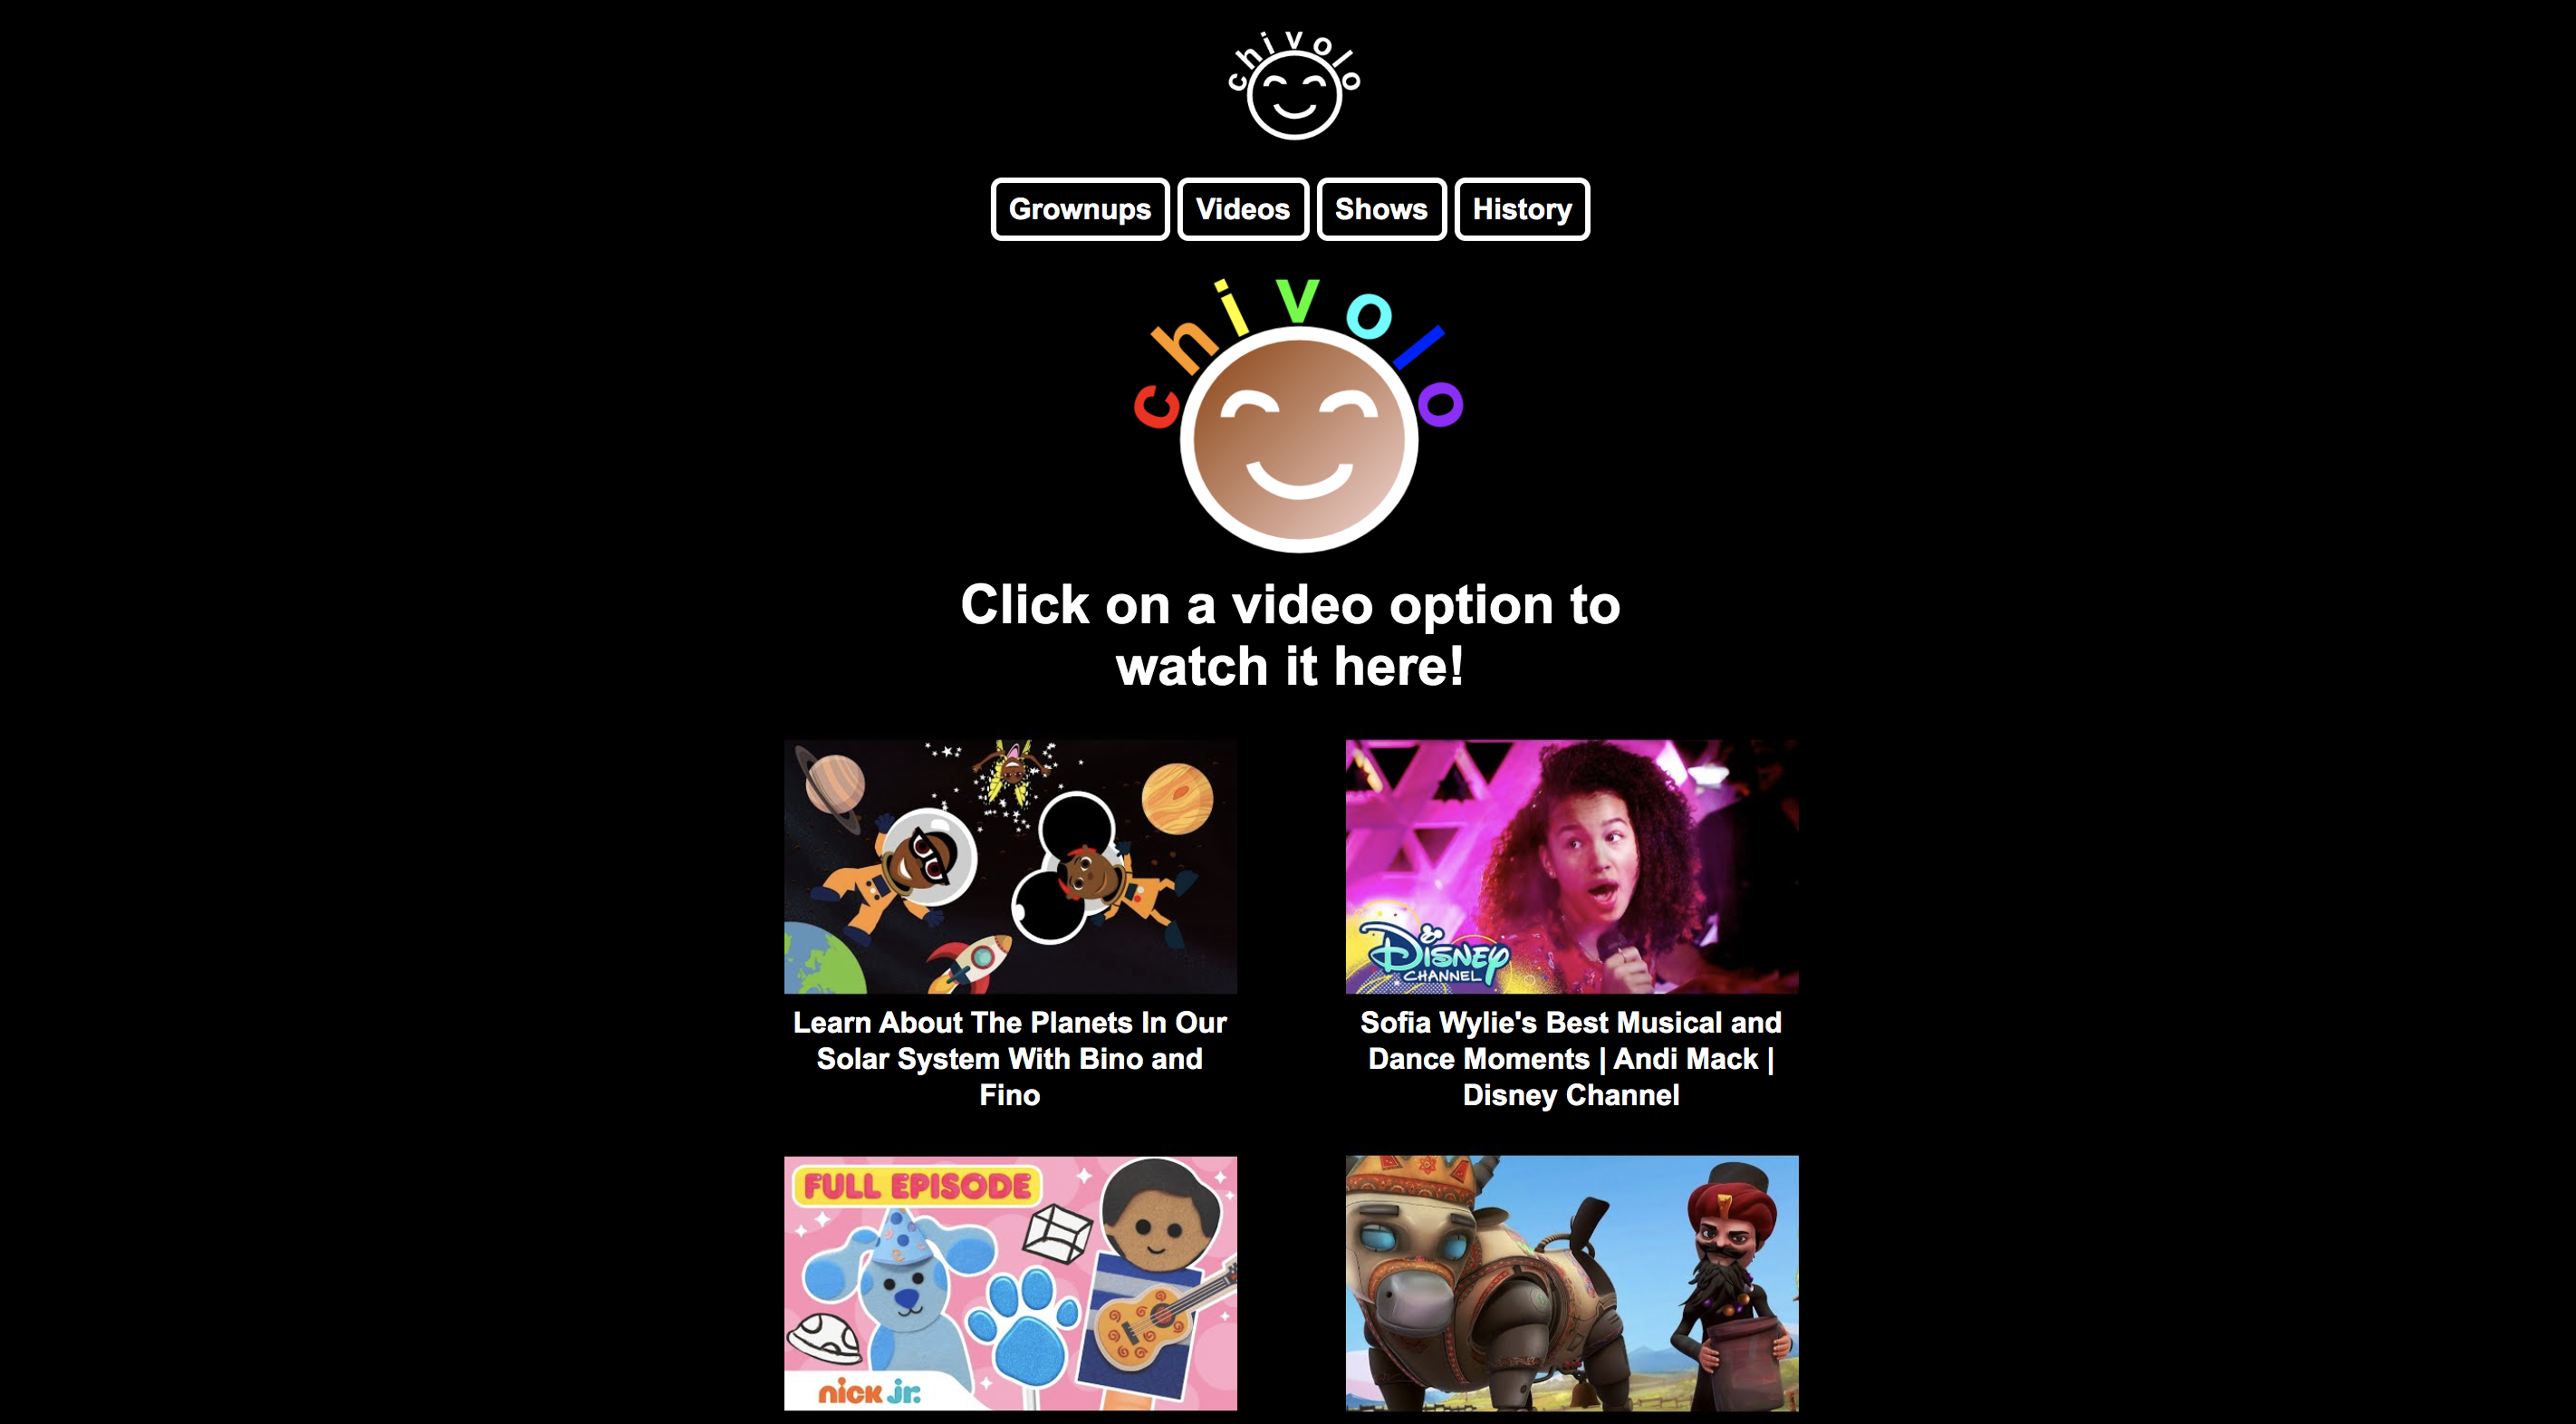 chivolo
Grownups
Videos
Shows
History
chivolo
Click on a video option to
watch it here!
DISNEY
CHANNEL
Learn About The Planets In Our
Solar System With Bino and
Fino
Sofia Wylie's Best Musical and
Dance Moments | Andi Mack |
Disney Channel
FULL EPISODE
nick jr.